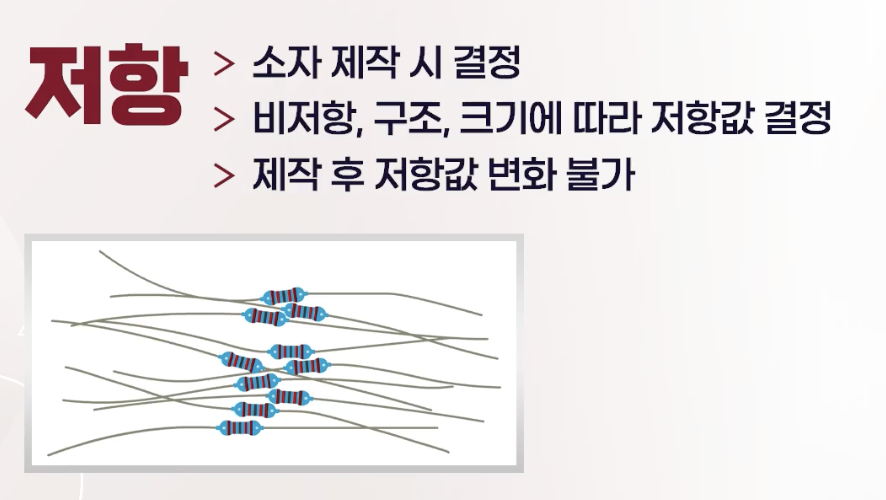 저항
> 소자 제작 시 결정
> 비저항, 구조, 크기에 따라 저항값 결정
> 제작 후 저항값 변화 불가